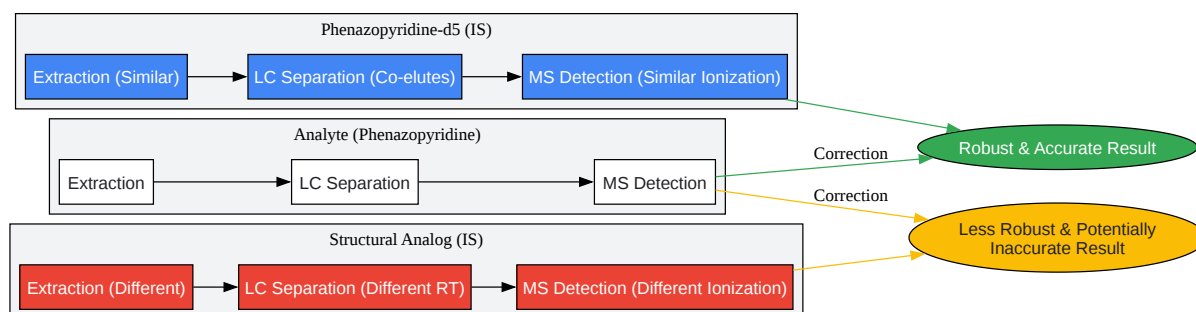 Phenazopyridine-d5 (IS)
Extraction (Similar)
LC Separation (Co-elutes)
MS Detection (Similar Ionization)
Analyte (Phenazopyridine)
Extraction
LC Separation
MS Detection
Structural Analog (IS)
Extraction (Different)
LC Separation (Different RT)
MS Detection (Different Ionization)
Correction
Correction
Robust & Accurate Result
Less Robust & Potentially
Inaccurate Result